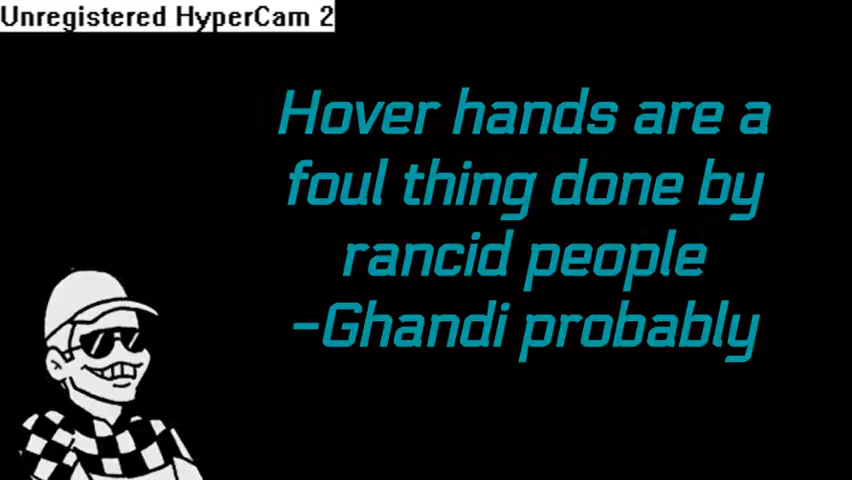 Unregistered HyperCam 2
Hover hands are a
foul thing done by
rancid people
-Ghandi probably